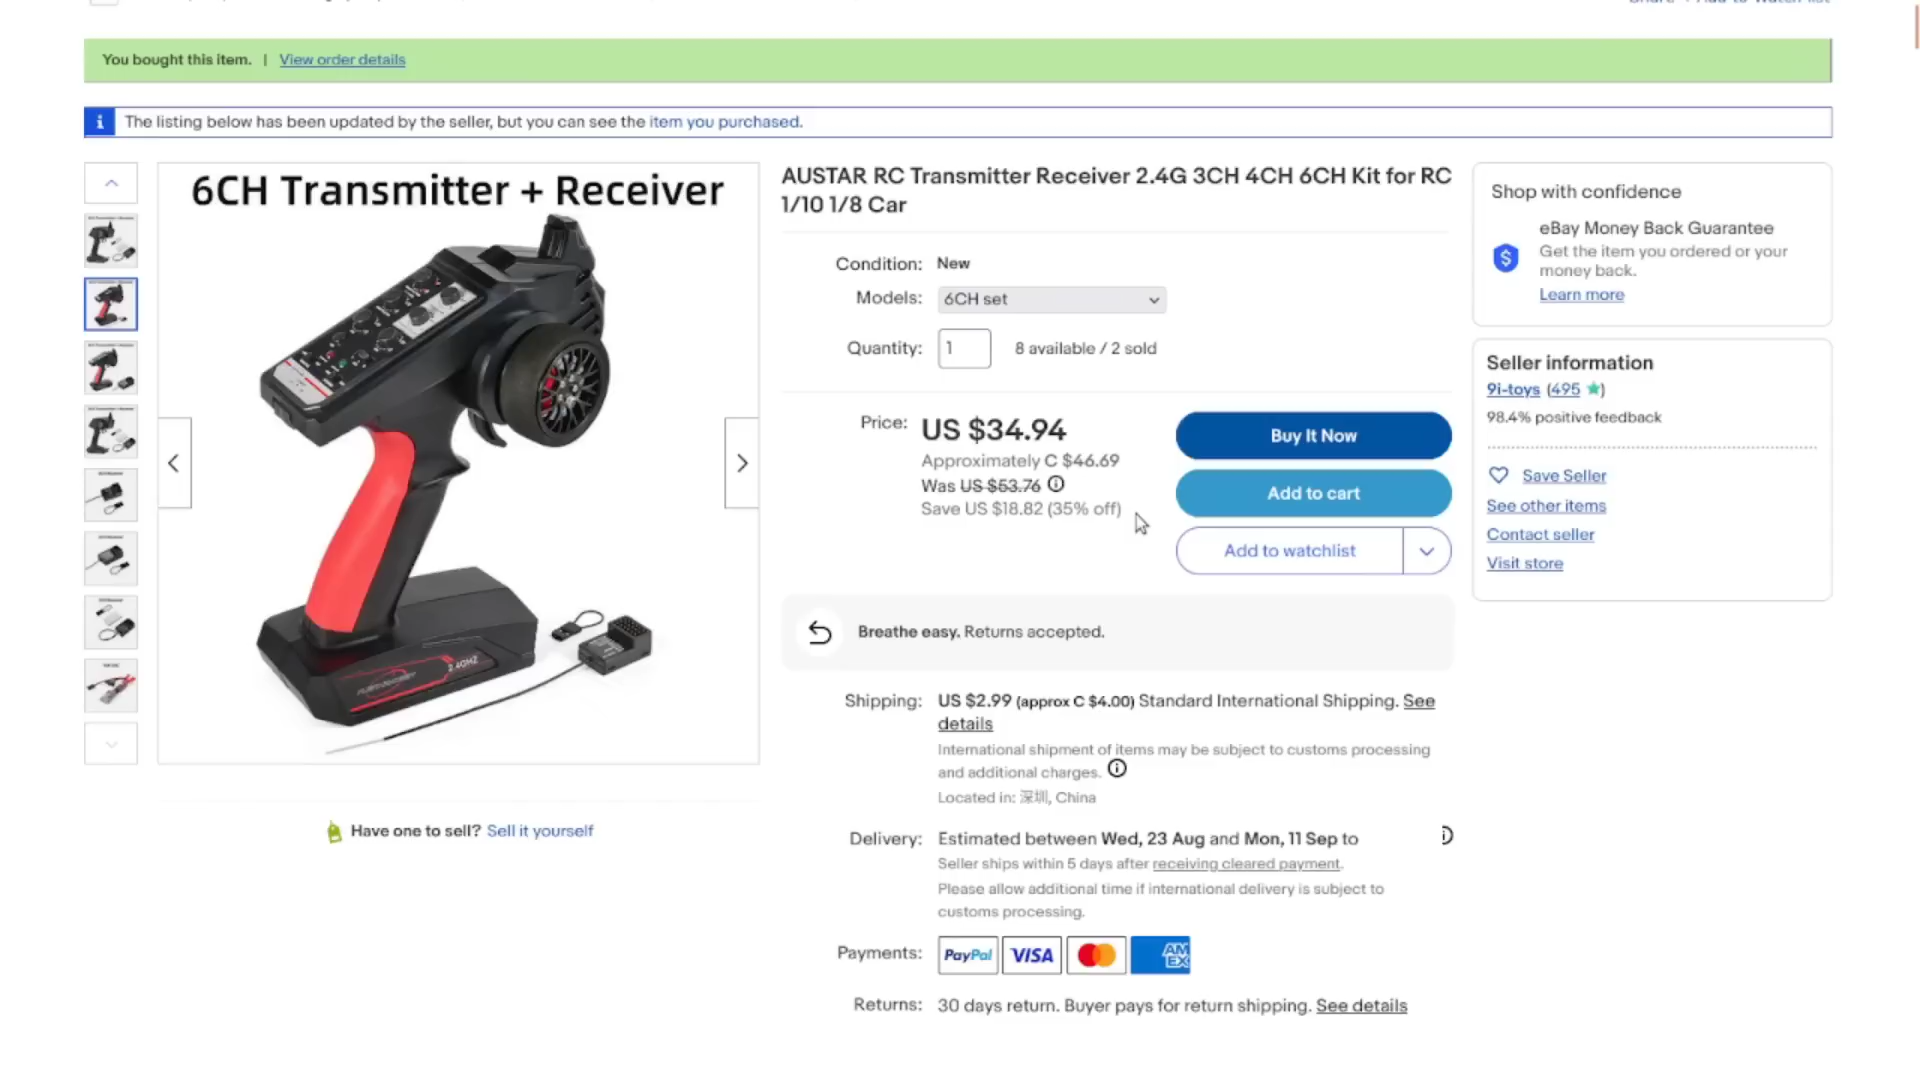 You bought this item. | View order details
The listing below has been updated by the seller, but you can see the item you purchased.
6CH Transmitter + Receiver
2.4GHZ
Have one to sell? Sell it yourself
AUSTAR RC Transmitter Receiver 2.4G 3CH 4CH 6CH Kit for RC
1/10 1/8 Car
Condition: New
Models: 6CH set
Quantity: 1 8 available / 2 sold
Price: US $34.94
Approximately C $46.69
Was US $53.76
Save US $18.82 (35% off)
Buy It Now
Add to cart
Add to watchlist
Breathe easy. Returns accepted.
Shipping: US $2.99 (approx C $4.00) Standard International Shipping. See
details
International shipment of items may be subject to customs processing
and additional charges.
Located in: 深圳, China
Delivery: Estimated between Wed, 23 Aug and Mon, 11 Sep to
Seller ships within 5 days after receiving cleared payment.
Please allow additional time if international delivery is subject to
customs processing.
Payments: PayPal VISA AM EX
Returns: 30 days return. Buyer pays for return shipping. See details
Shop with confidence
eBay Money Back Guarantee
Get the item you ordered or your
money back.
Learn more
Seller information
9i-toys (495)
98.4% positive feedback
Save Seller
See other items
Contact seller
Visit store